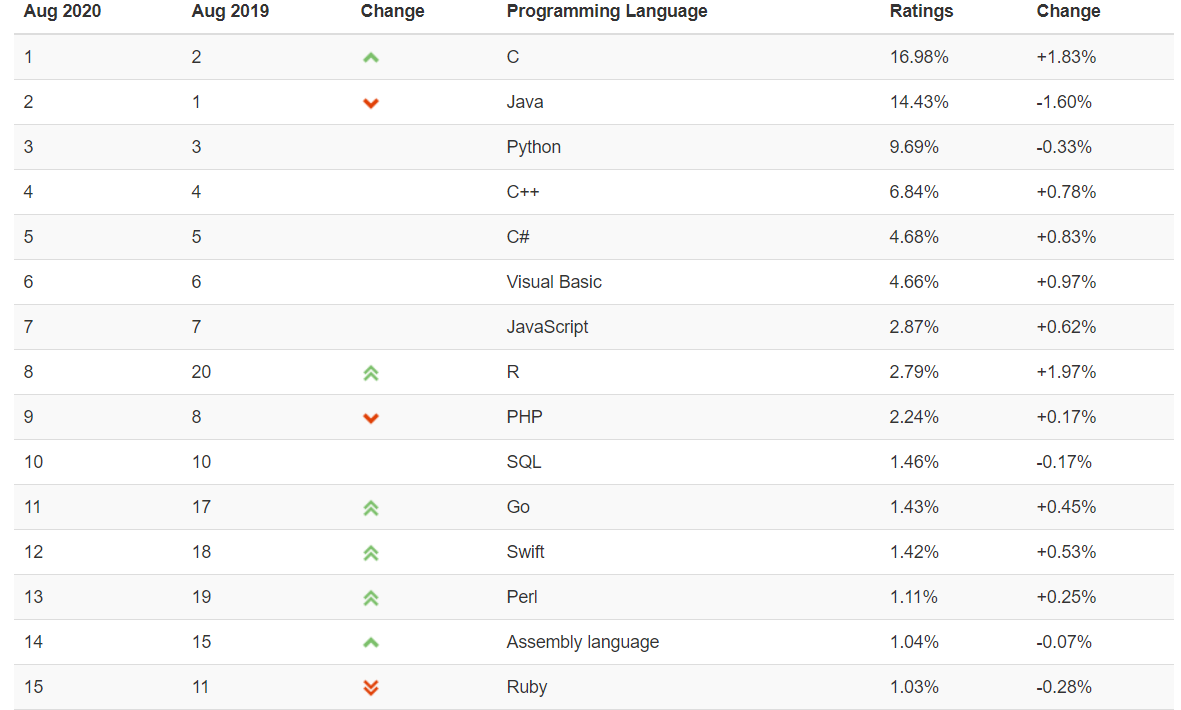 Aug 2020 Aug 2019 Change Programming Language Ratings Change
1 2 C 16.98% +1.83%
2 1 Java 14.43% -1.60%
3 3 Python 9.69% -0.33%
4 4 C++ 6.84% +0.78%
5 5 C# 4.68% +0.83%
6 6 Visual Basic 4.66% +0.97%
7 7 JavaScript 2.87% +0.62%
8 20 R 2.79% +1.97%
9 8 PHP 2.24% +0.17%
10 10 SQL 1.46% -0.17%
11 17 Go 1.43% +0.45%
12 18 Swift 1.42% +0.53%
13 19 Perl 1.11% +0.25%
14 15 Assembly language 1.04% -0.07%
15 11 Ruby 1.03% -0.28%